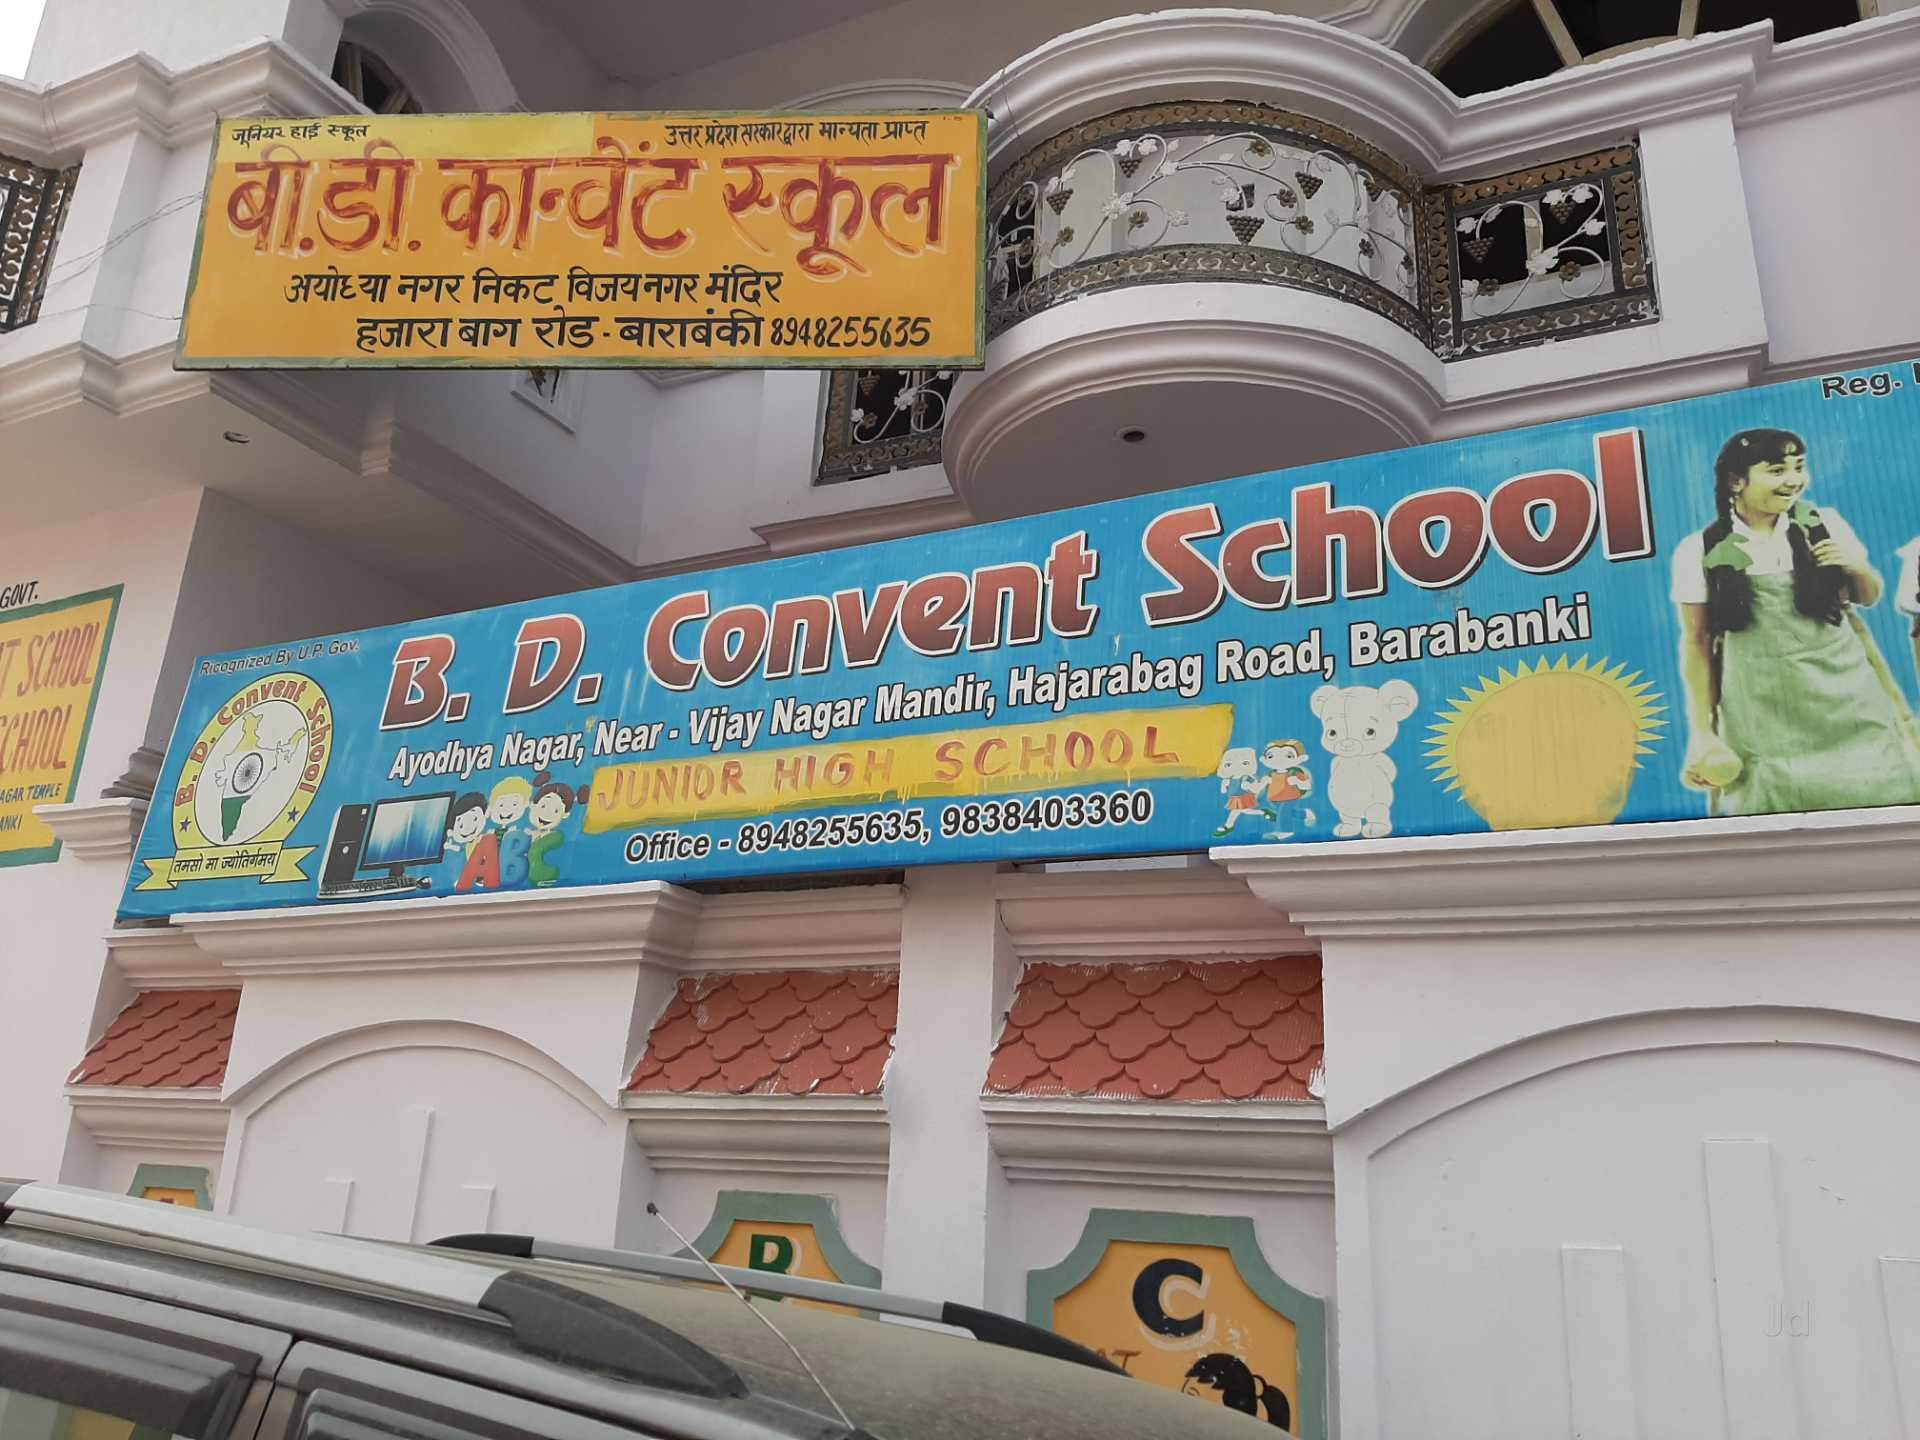 जूनियर हाई स्कूल
उत्तर प्रदेश सरकार द्वारा मान्यता प्राप्त
बी.डी. कान्वेंट स्कूल
अयोध्या नगर निकट विजय नगर मंदिर
हजारा बाग रोड - बाराबंकी 8948255635
Reg.
Ricognized By U.P. Gov.
B. D. Convent School
Ayodhya Nagar, Near - Vijay Nagar Mandir, Hajarabag Road, Barabanki
JUNIOR HIGH SCHOOL
Office - 8948255635, 9838403360
B. D. Convent School
तमसो मा ज्योतिर्गमय
ABC
GOVT.
SCHOOL
SCHOOL
TEMPLE
B
C
Jd